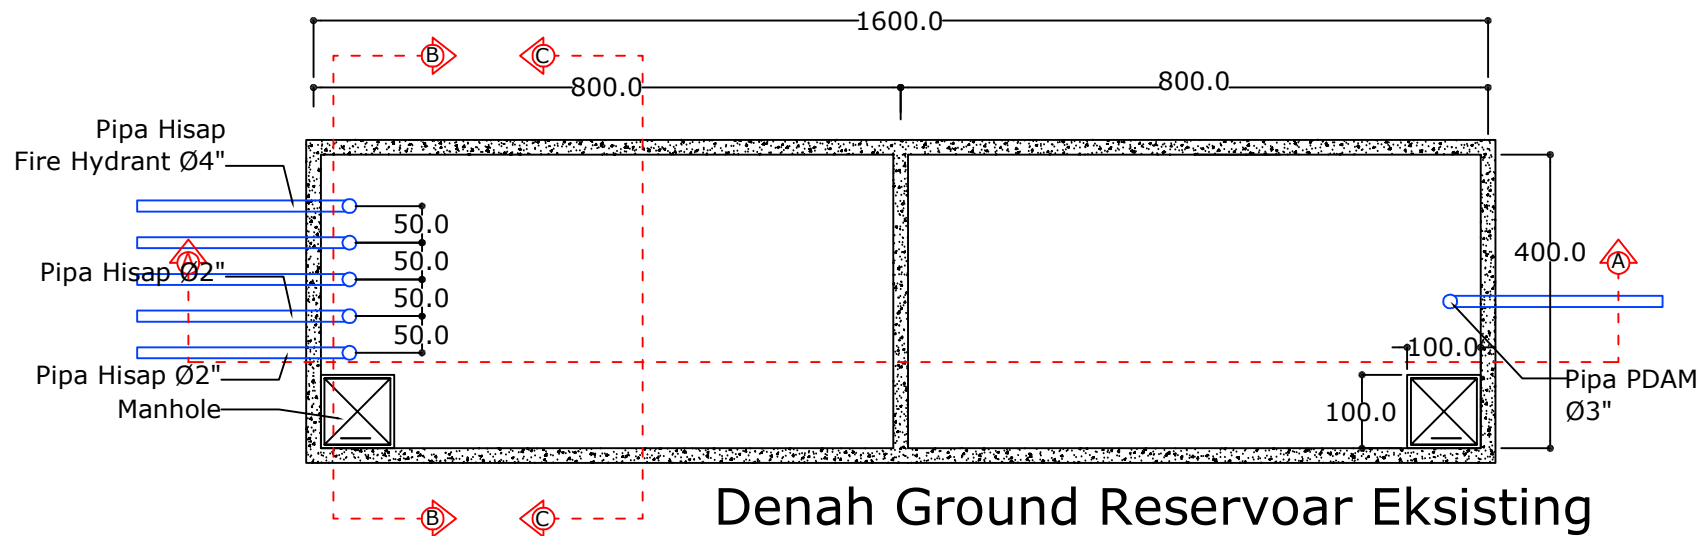 1600.0
B
C
800.0
800.0
Pipa Hisap
Fire Hydrant Ø4"
50.0
50.0
50.0
50.0
400.0
A
A
Pipa Hisap Ø2"
Pipa Hisap Ø2"
Manhole
100.0
100.0
Pipa PDAM
Ø3"
B
C
Denah Ground Reservoar Eksisting